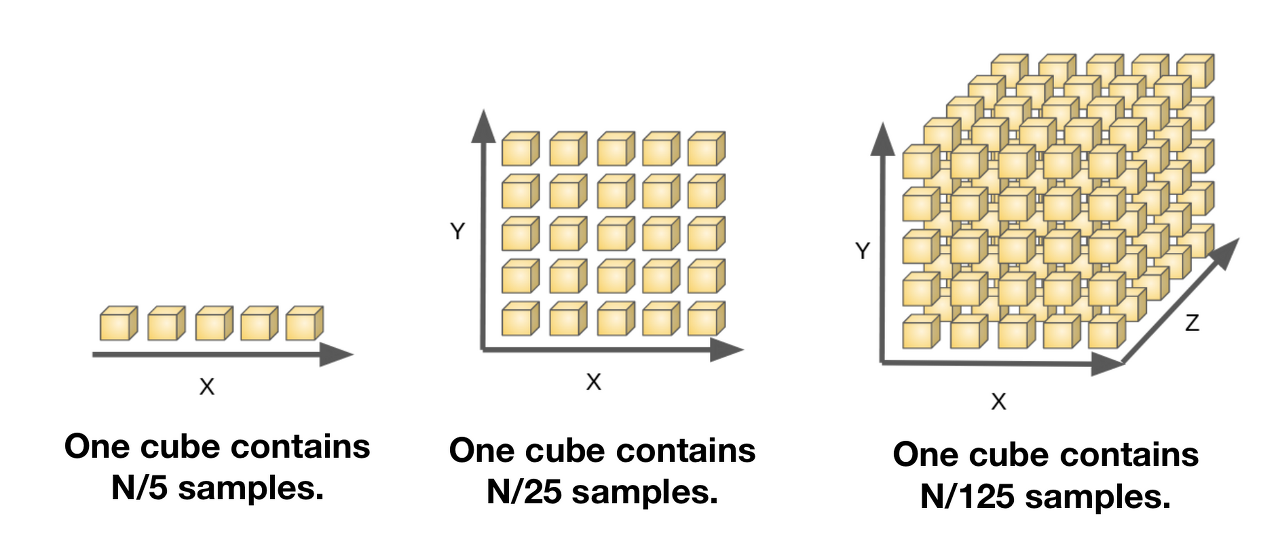 X
One cube contains
N/5 samples.
Y
X
One cube contains
N/25 samples.
Y
Z
X
One cube contains
N/125 samples.